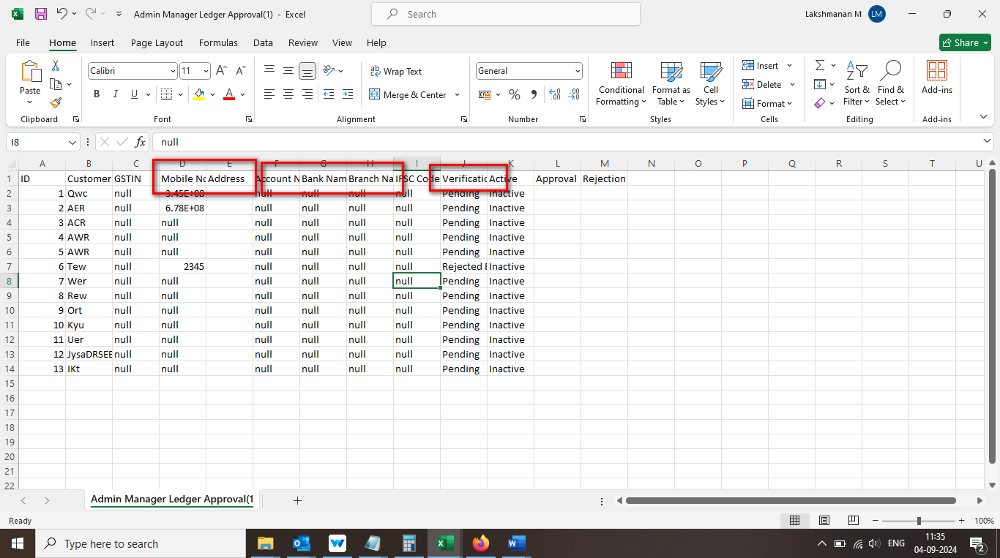 Admin Manager Ledger Approval(1) - Excel
Search
Lakshmanan M
LM
File Home Insert Page Layout Formulas Data Review View Help
Share
Paste
Clipboard
Calibri 11
B I U
Font
Wrap Text
Merge & Center
Alignment
General
Number
Conditional Formatting
Format as Table
Cell Styles
Styles
Insert
Delete
Format
Cells
Sort & Filter
Find & Select
Editing
Add-ins
Add-ins
I8 fx null
A B C D E F G H I J K L M N O P Q R S T U
1 ID Customer GSTIN Mobile No Address Account N Bank Nam Branch Na IFSC Code Verificatic Active Approval Rejection
2 1 Qwc null 3.45E+08 null null null null Pending Inactive
3 2 AER null 6.78E+08 null null null null Pending Inactive
4 3 ACR null null null null null null Pending Inactive
5 4 AWR null null null null null null Pending Inactive
6 5 AWR null null null null null null Pending Inactive
7 6 Tew null 2345 null null null null Rejected Inactive
8 7 Wer null null null null null null Pending Inactive
9 8 Rew null null null null null null Pending Inactive
10 9 Ort null null null null null null Pending Inactive
11 10 Kyu null null null null null null Pending Inactive
12 11 Uer null null null null null null Pending Inactive
13 12 JysaDRSEE null null null null null null Pending Inactive
14 13 IKt null null null null null null Pending Inactive
15
16
17
18
19
20
21
22
Admin Manager Ledger Approval(1
Ready
100%
Type here to search
ENG
11:35
04-09-2024
2